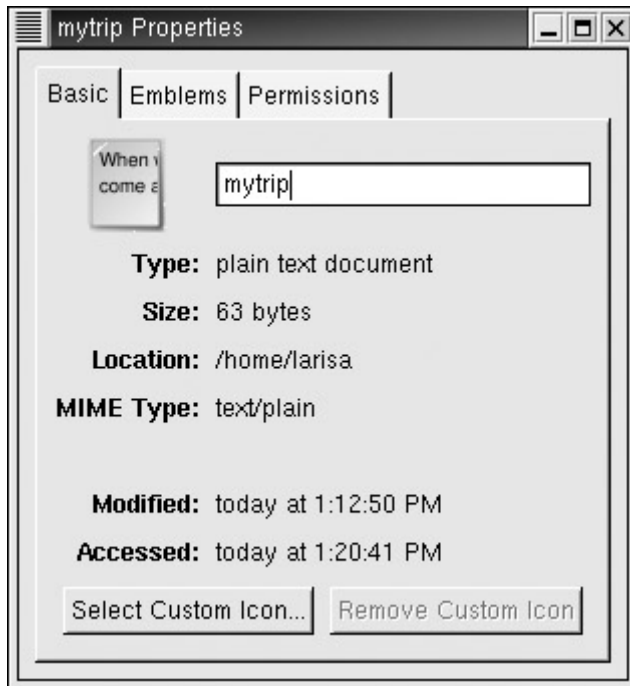 mytrip Properties
Basic Emblems Permissions
When
come a
mytrip
Type: plain text document
Size: 63 bytes
Location: /home/larisa
MIME Type: text/plain
Modified: today at 1:12:50 PM
Accessed: today at 1:20:41 PM
Select Custom Icon... Remove Custom Icon